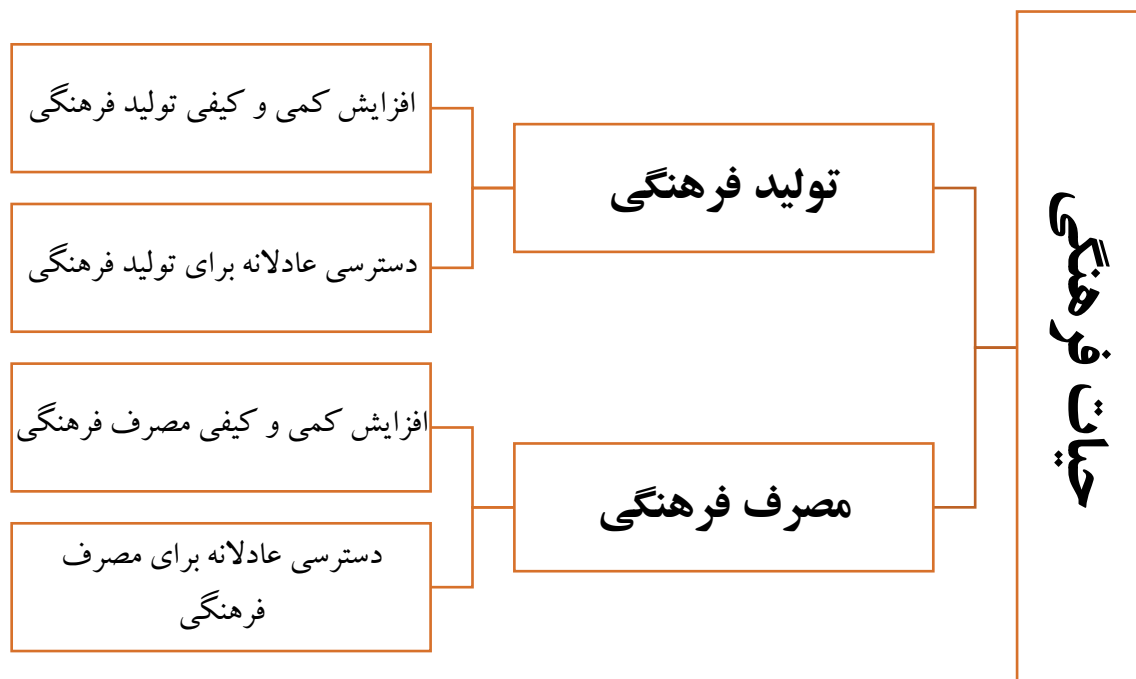 حیات فرهنگی
تولید فرهنگی
افزایش کمی و کیفی تولید فرهنگی
دسترسی عادلانه برای تولید فرهنگی
مصرف فرهنگی
افزایش کمی و کیفی مصرف فرهنگی
دسترسی عادلانه برای مصرف
فرهنگی